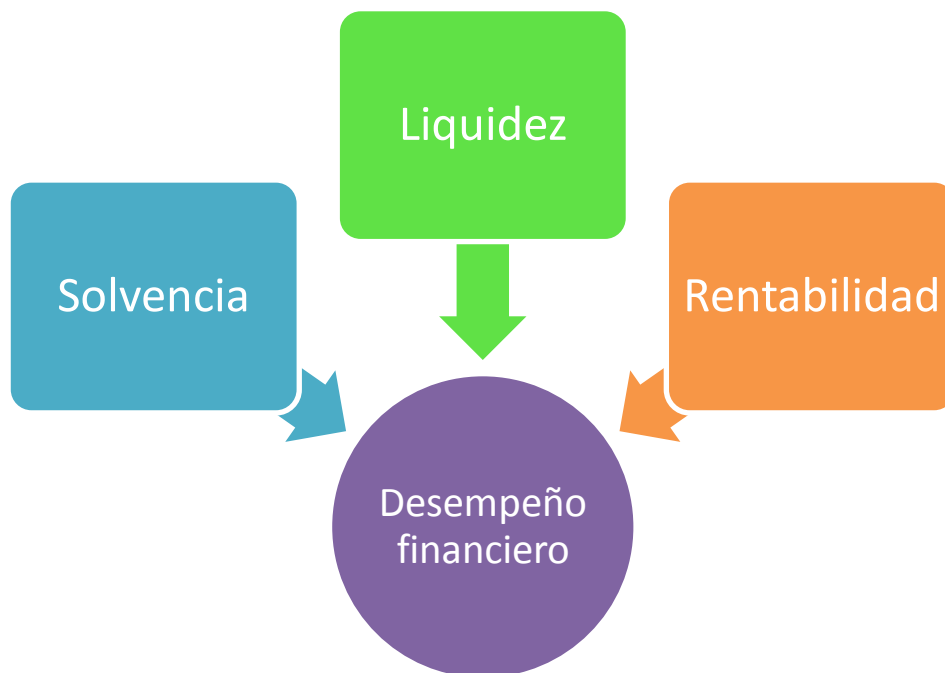 Liquidez
Solvencia
Rentabilidad
Desempeño
financiero